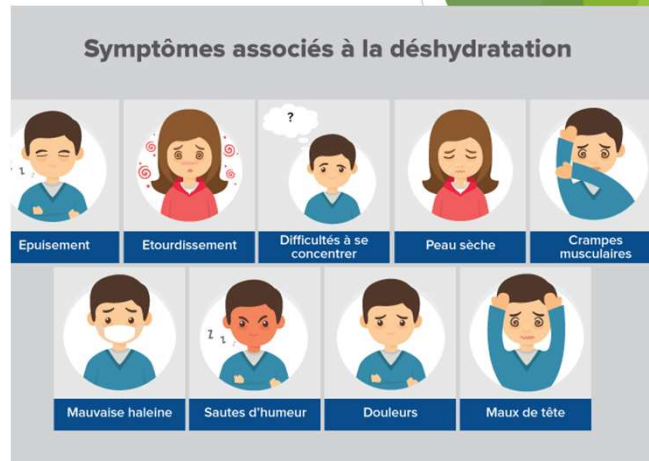 Symptômes associés à la déshydratation
?
Epuisement
Etourdissement
Difficultés à se
concentrer
Peau sèche
Crampes
musculaires
z z
Mauvaise haleine
Sautes d'humeur
Douleurs
Maux de tête